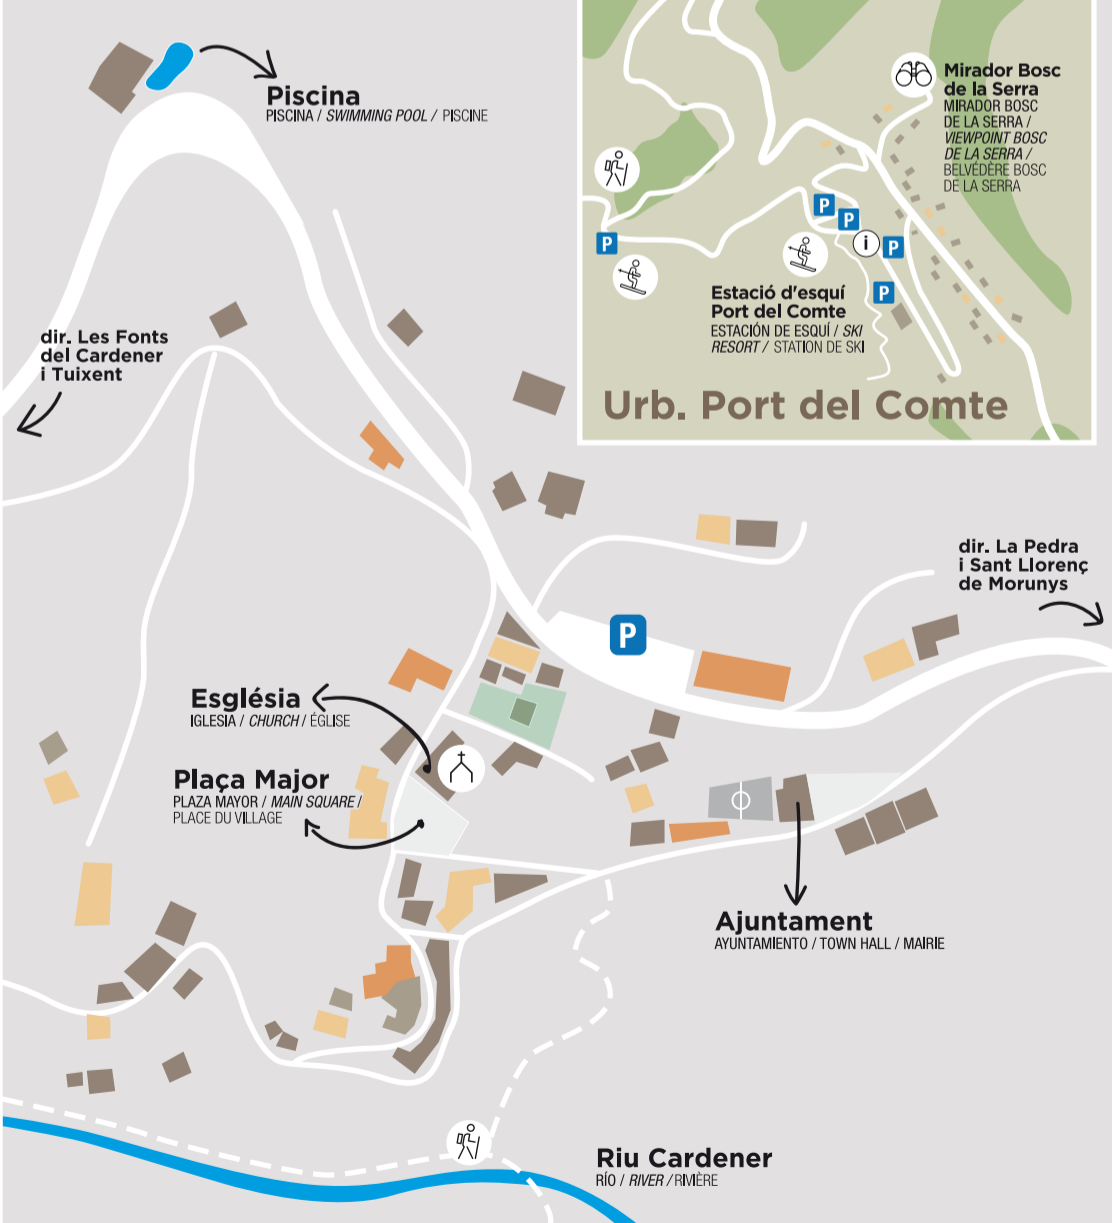 Piscina
PISCINA / SWIMMING POOL / PISCINE
Mirador Bosc
de la Serra
MIRADOR BOSC
DE LA SERRA /
VIEWPOINT BOSC
DE LA SERRA /
BELVÉDÈRE BOSC
DE LA SERRA
P
P
P
i
P
P
Estació d'esquí
Port del Comte
ESTACIÓN DE ESQUÍ / SKI
RESORT / STATION DE SKI
Urb. Port del Comte
dir. Les Fonts
del Cardener
i Tuixent
dir. La Pedra
i Sant Llorenç
de Morunys
P
Església
IGLESIA / CHURCH / ÉGLISE
Plaça Major
PLAZA MAYOR / MAIN SQUARE /
PLACE DU VILLAGE
Ajuntament
AYUNTAMIENTO / TOWN HALL / MAIRIE
Riu Cardener
RÍO / RIVER / RIVIÈRE